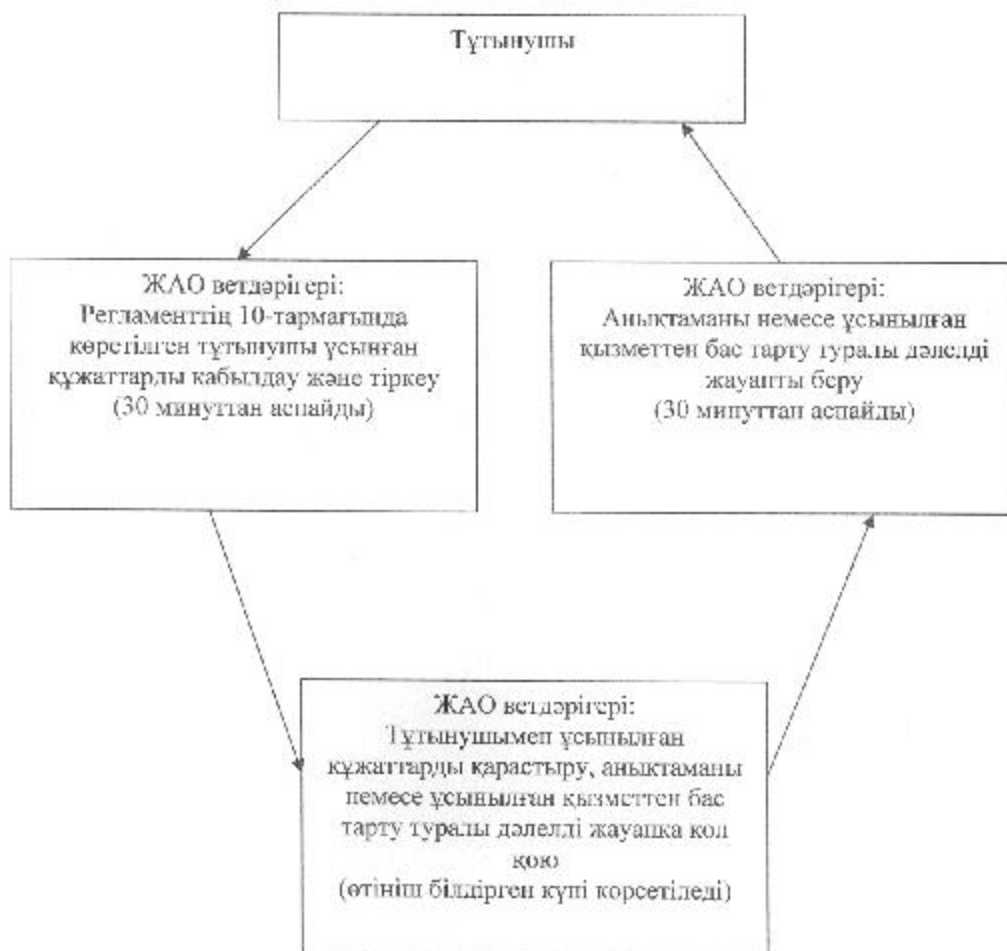 Тұтынушы
ЖАО ветдәрігері:
Регламенттің 10-тармағында
көрсетілген тұтынушы ұсынған
құжаттарды қабылдау және тіркеу
(30 минуттан аспайды)
ЖАО ветдәрігері:
Анықтаманы немесе ұсынылған
қызметтен бас тарту туралы дәлелді
жауапты беру
(30 минуттан аспайды)
ЖАО ветдәрігері:
Тұтынушымен ұсынылған
құжаттарды қарастыру, анықтаманы
немесе ұсынылған қызметтен бас
тарту туралы дәлелді жауапқа қол
қою
(өтініш білдірген күні көрсетіледі)